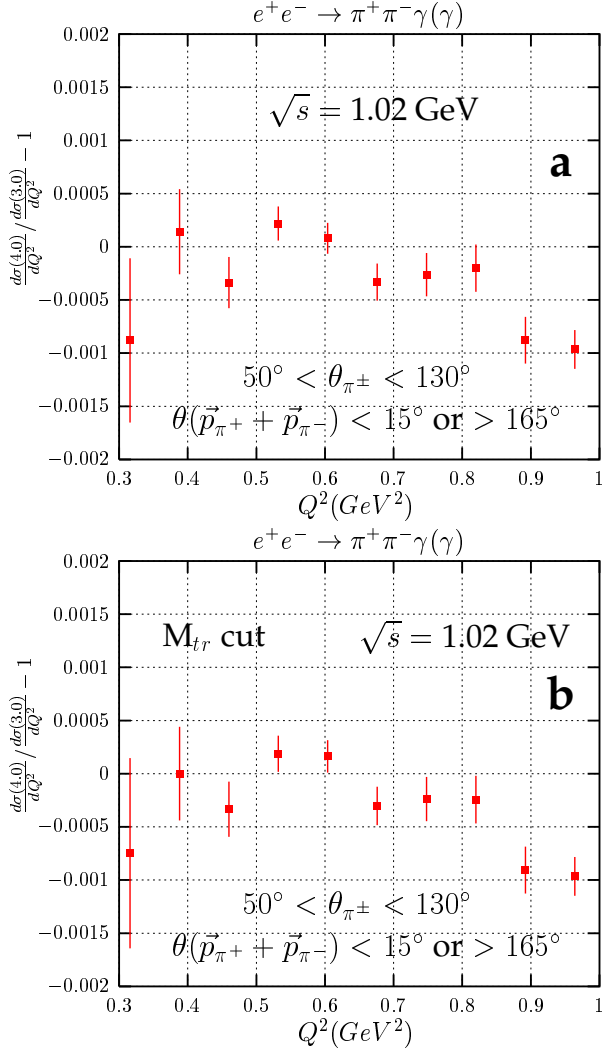 e⁺e⁻ → π⁺π⁻γ(γ)
0.002
0.0015
√s = 1.02 GeV
0.001
a
0.0005
dσ(4.0)/dQ² / dσ(3.0)/dQ² − 1
0
−0.0005
−0.001
50° < θπ± < 130°
−0.0015
θ(p⃗π⁺ + p⃗π⁻) < 15° or > 165°
−0.002
0.3 0.4 0.5 0.6 0.7 0.8 0.9 1
Q²(GeV²)
e⁺e⁻ → π⁺π⁻γ(γ)
0.002
0.0015
Mtr cut √s = 1.02 GeV
0.001
b
0.0005
dσ(4.0)/dQ² / dσ(3.0)/dQ² − 1
0
−0.0005
−0.001
50° < θπ± < 130°
−0.0015
θ(p⃗π⁺ + p⃗π⁻) < 15° or > 165°
−0.002
0.3 0.4 0.5 0.6 0.7 0.8 0.9 1
Q²(GeV²)